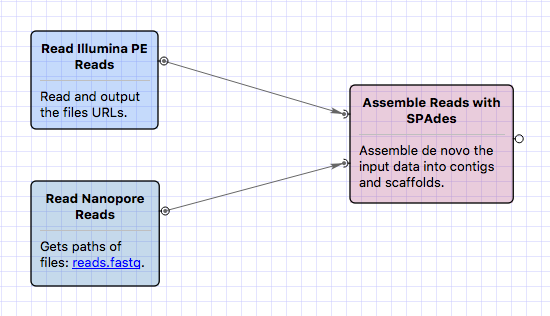 Read Illumina PE
Reads
Read and output
the files URLs.
Assemble Reads with
SPAdes
Assemble de novo the
input data into contigs
and scaffolds.
Read Nanopore
Reads
Gets paths of
files: reads.fastq.